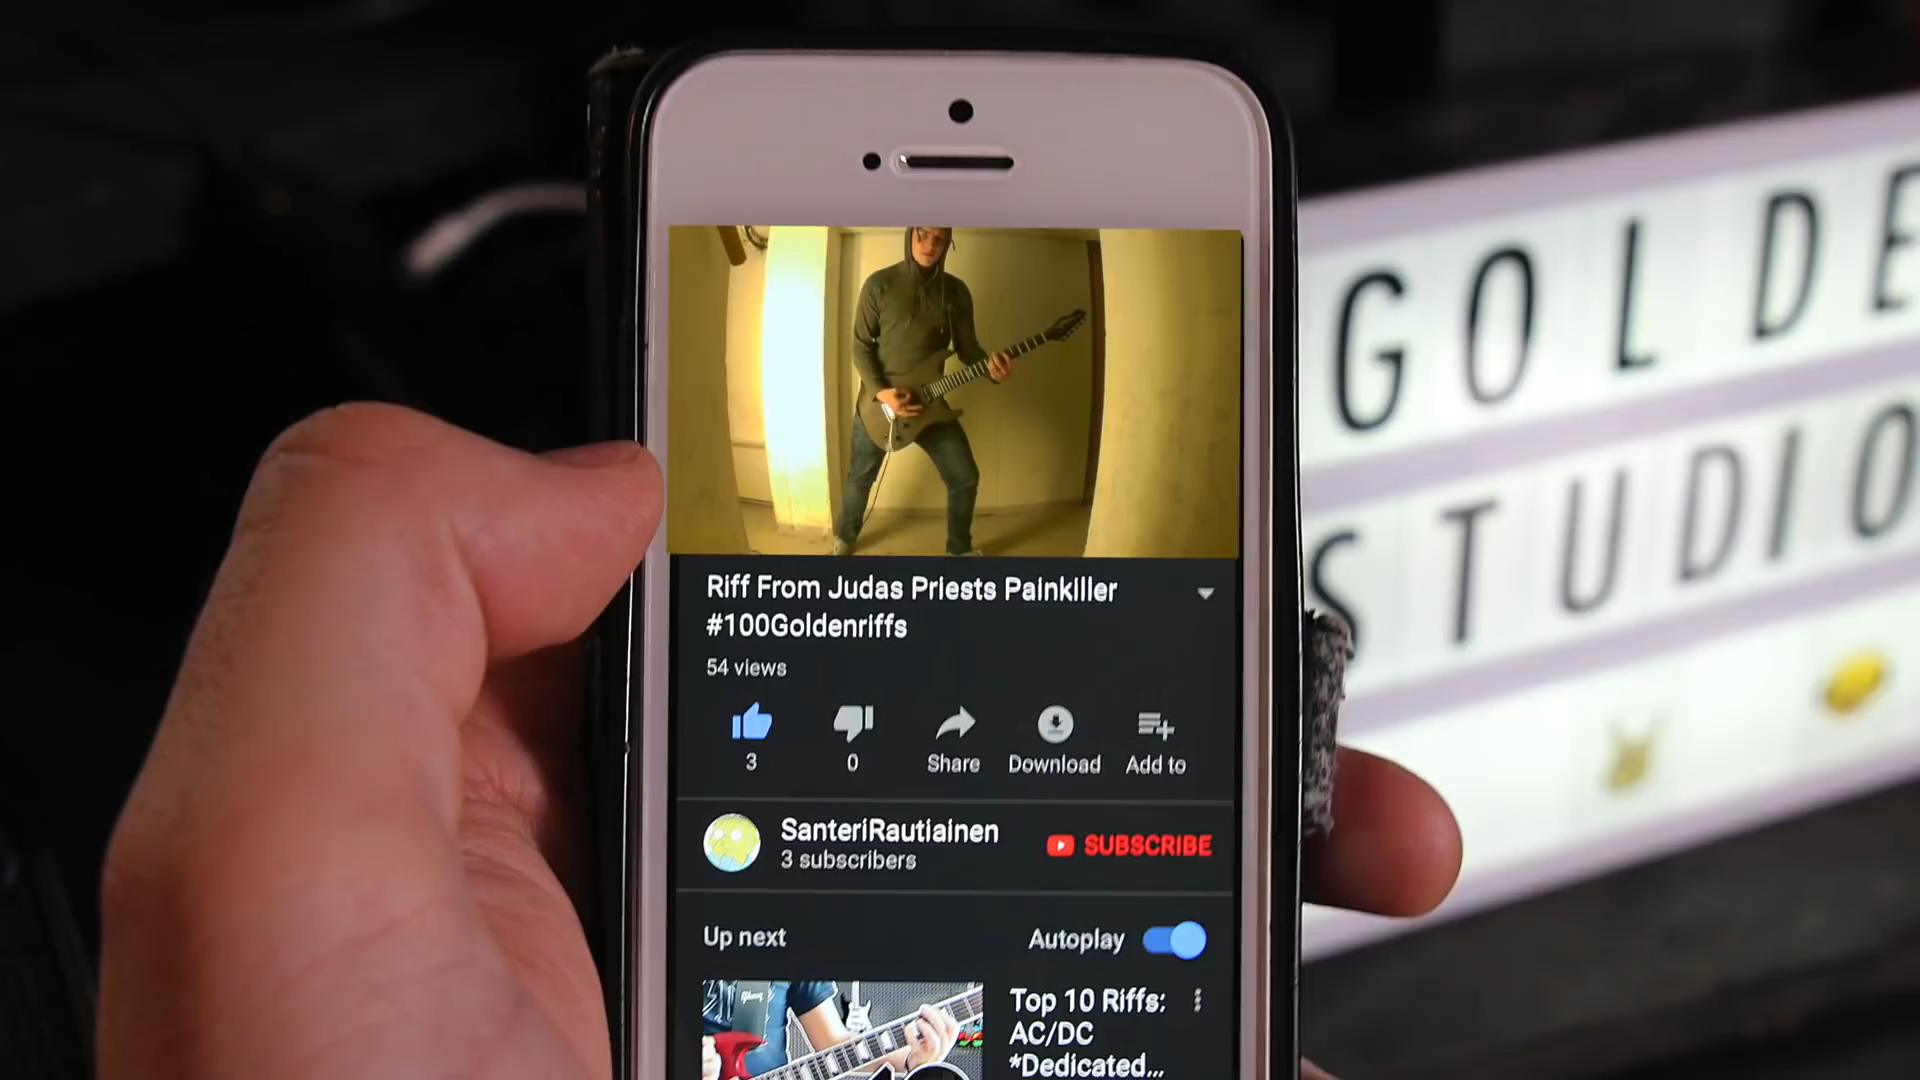 GOLDE
STUDIO
Riff From Judas Priests Painkiller
#100Goldenriffs
54 views
3
0
Share
Download
Add to
SanteriRautiainen
3 subscribers
SUBSCRIBE
Up next
Autoplay
Top 10 Riffs:
AC/DC
*Dedicated...